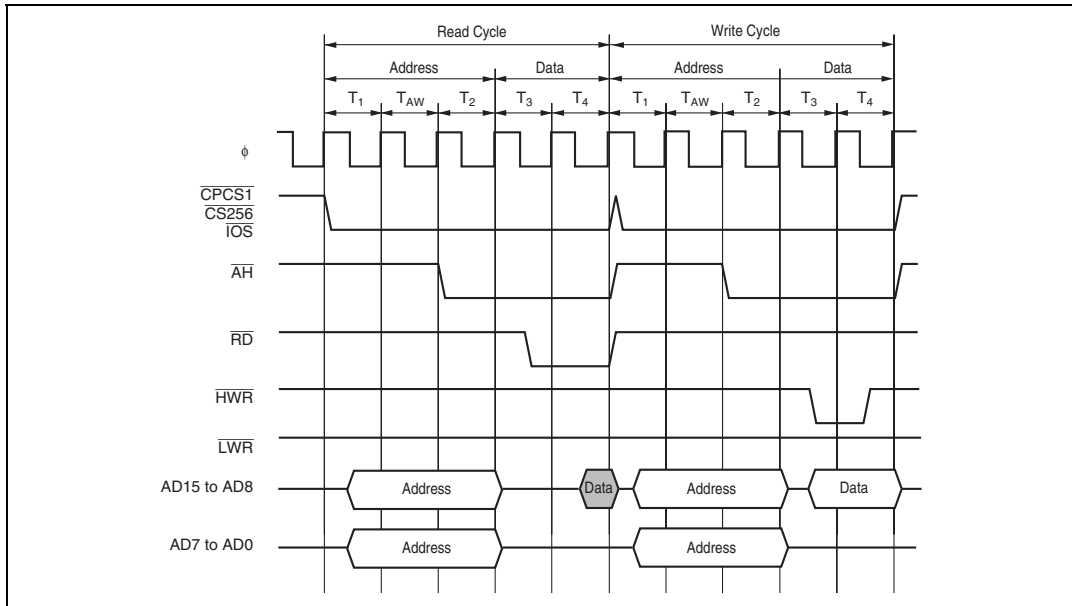 Read Cycle Write Cycle
Address Data Address Data
T1 TAW T2 T3 T4 T1 TAW T2 T3 T4
ϕ
CPCS1
CS256
IOS
AH
RD
HWR
LWR
AD15 to AD8 Address Data Address Data
AD7 to AD0 Address Address